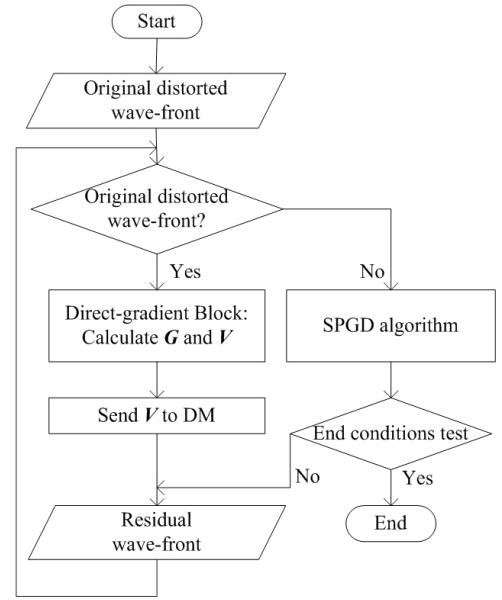 Start
Original distorted
wave-front
Original distorted
wave-front?
Yes
No
Direct-gradient Block:
Calculate G and V
SPGD algorithm
Send V to DM
End conditions test
No
Yes
Residual
wave-front
End